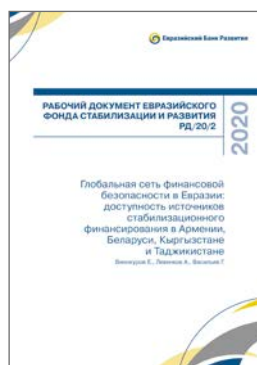 Евразийский Банк Развития
РАБОЧИЙ ДОКУМЕНТ ЕВРАЗИЙСКОГО
ФОНДА СТАБИЛИЗАЦИИ И РАЗВИТИЯ
РД/20/2
2020
Глобальная сеть финансовой
безопасности в Евразии:
доступность источников
стабилизационного
финансирования в Армении,
Беларуси, Кыргызстане
и Таджикистане
Винокуров Е., Левенков А., Васильев Г.